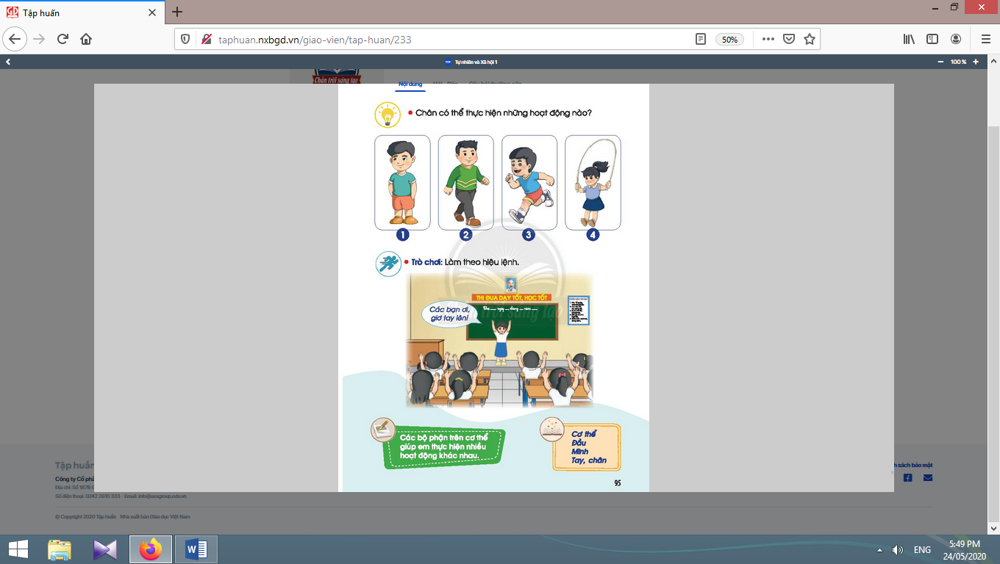 Tập huấn
taphuan.nxbgd.vn/giao-vien/tap-huan/233
50%
Tự nhiên và Xã hội 1
100 %
Chân trời sáng tạo
Nội dung
Chân có thể thực hiện những hoạt động nào?
1 2 3 4
Trò chơi: Làm theo hiệu lệnh.
THI ĐUA DẠY TỐT, HỌC TỐT
Thứ ... ngày ... tháng ... năm ...
Các bạn ơi,
giơ tay lên!
Các bộ phận trên cơ thể
giúp em thực hiện nhiều
hoạt động khác nhau.
Cơ thể
Đầu
Mình
Tay, chân
95
Tập huấn
Công ty Cổ ph
Địa chỉ: Số 187B
Số điện thoại: 0242 2610 333 Email: info@aesgroup.edu.vn
h sách bảo mật
© Copyright 2020 Tập huấn - Nhà xuất bản Giáo dục Việt Nam
ENG
5:49 PM
24/05/2020